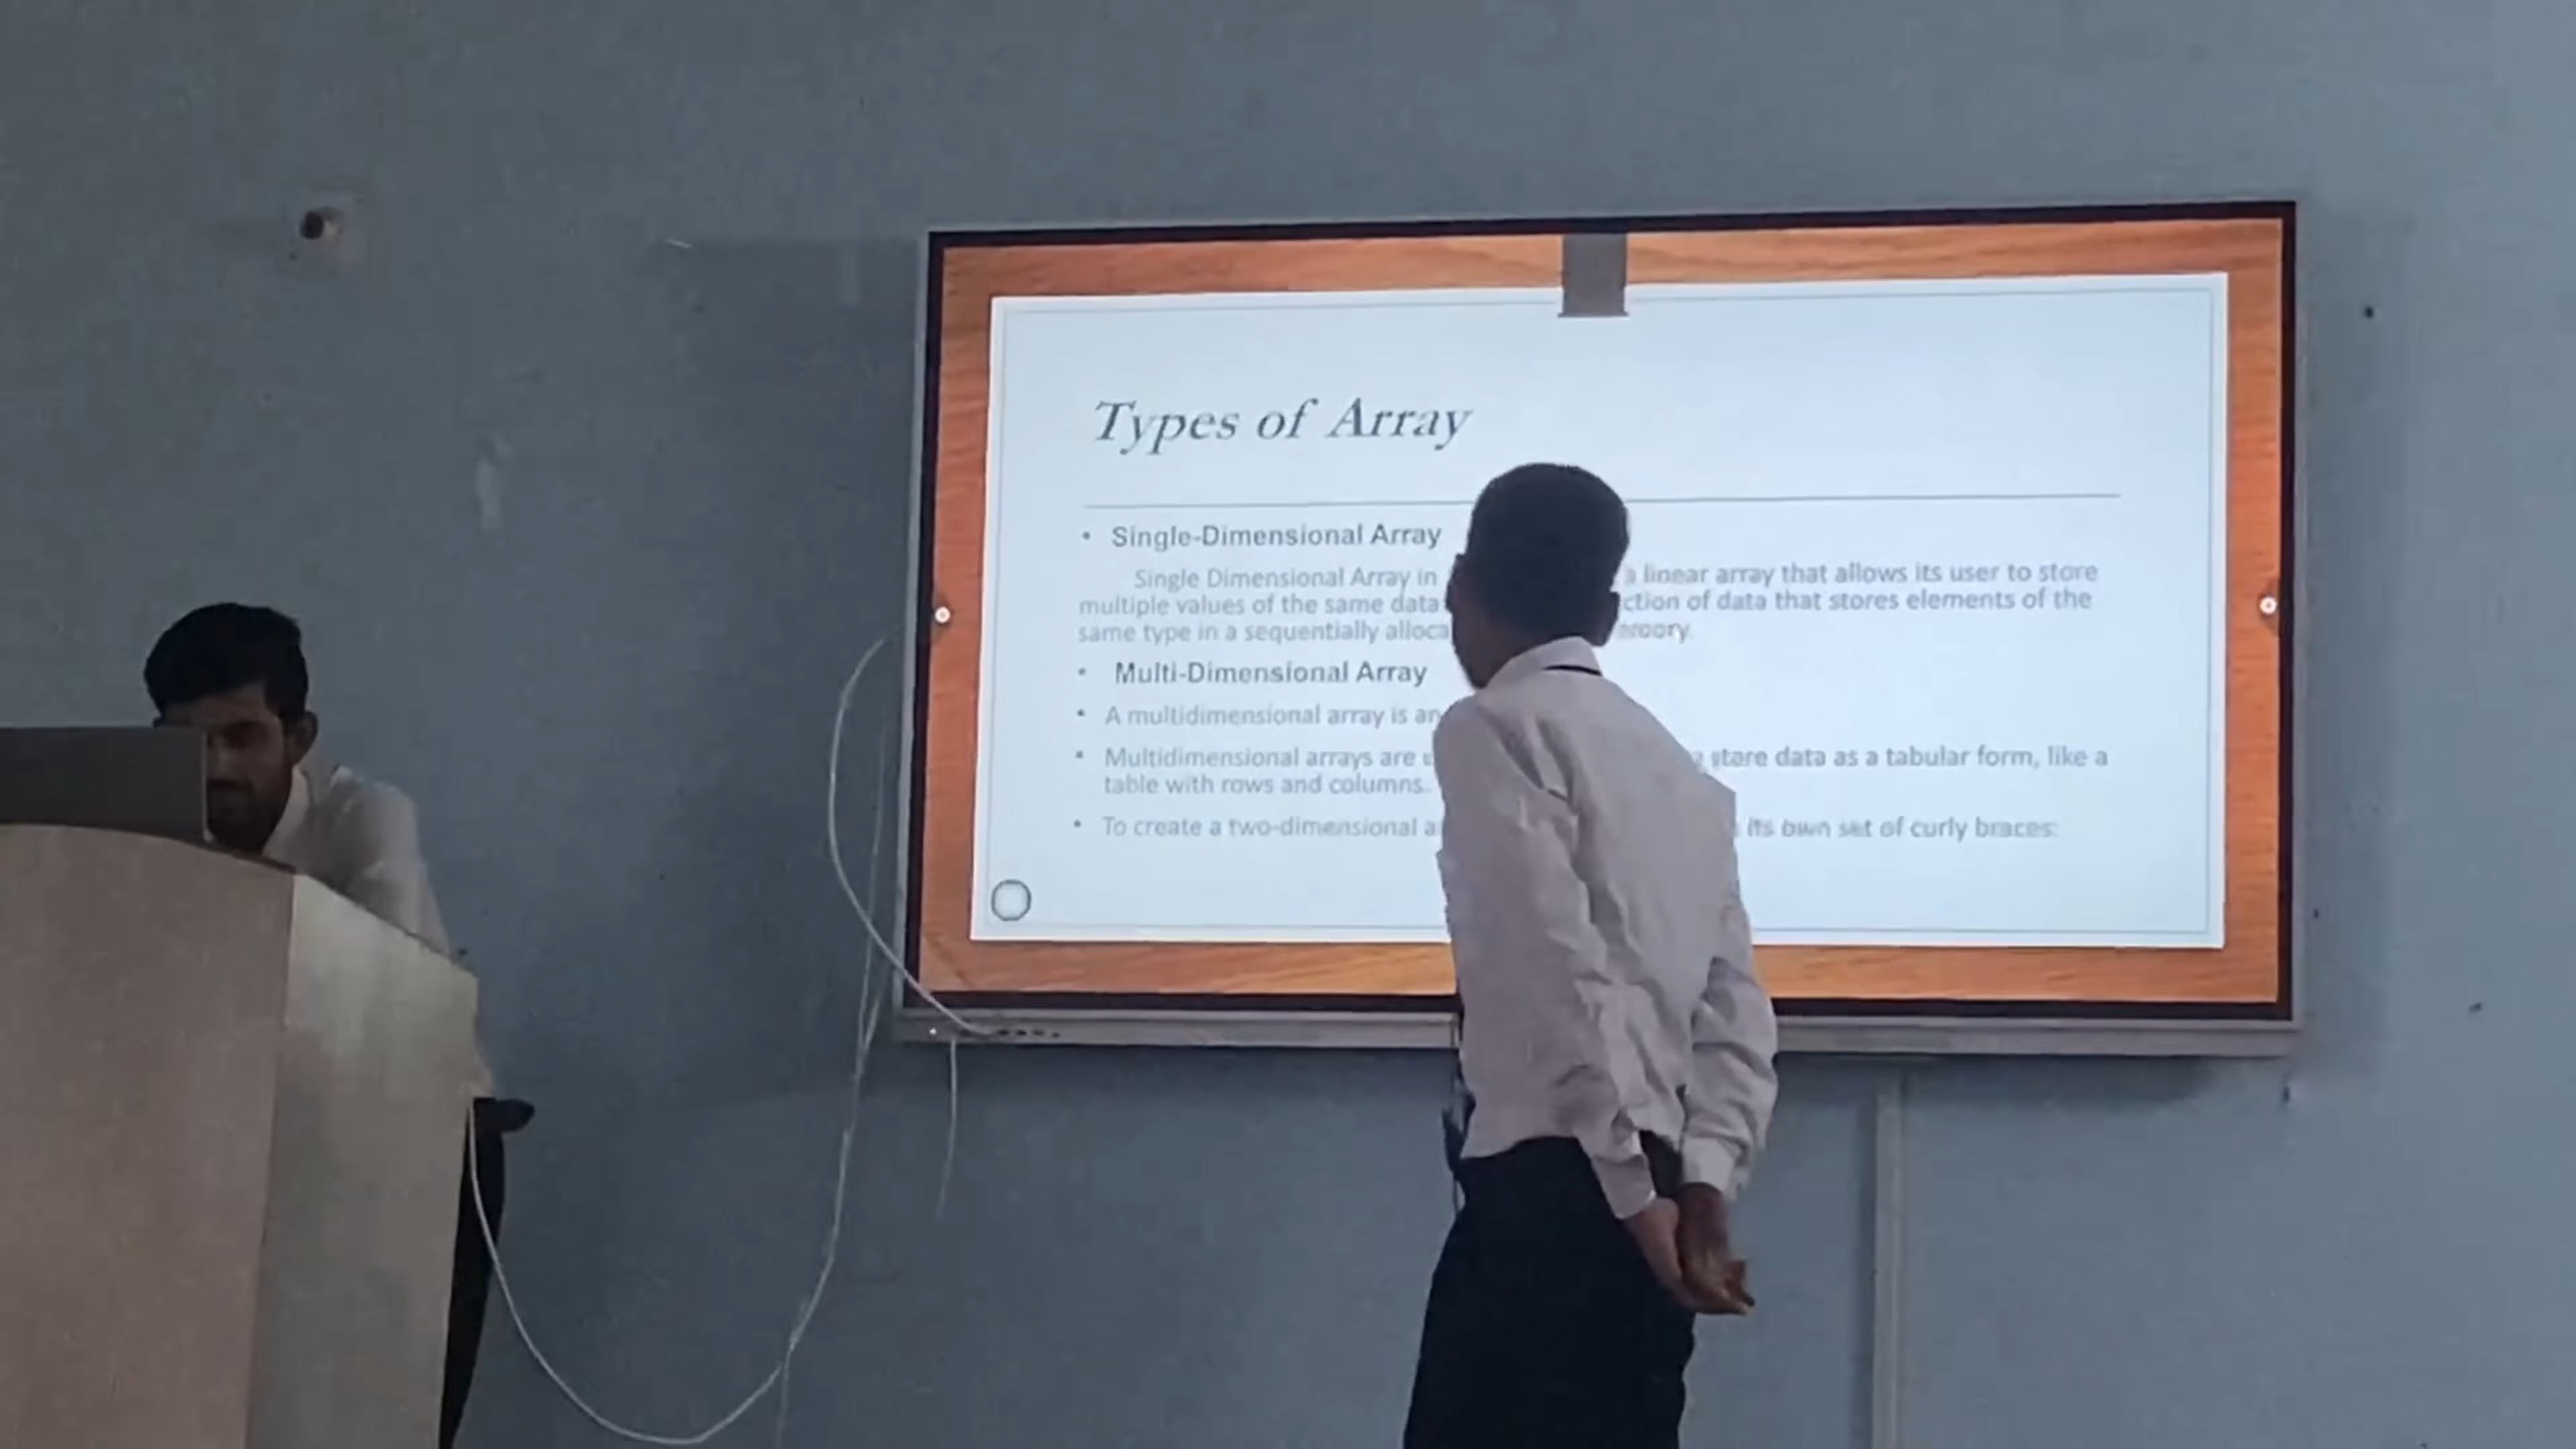 Types of Array
• Single-Dimensional Array
Single Dimensional Array in a linear array that allows its user to store
multiple values of the same data ction of data that stores elements of the
same type in a sequentially alloca
• Multi-Dimensional Array
• A multidimensional array is an
• Multidimensional arrays are store data as a tabular form, like a
table with rows and columns.
• To create a two-dimensional a its own set of curly braces: